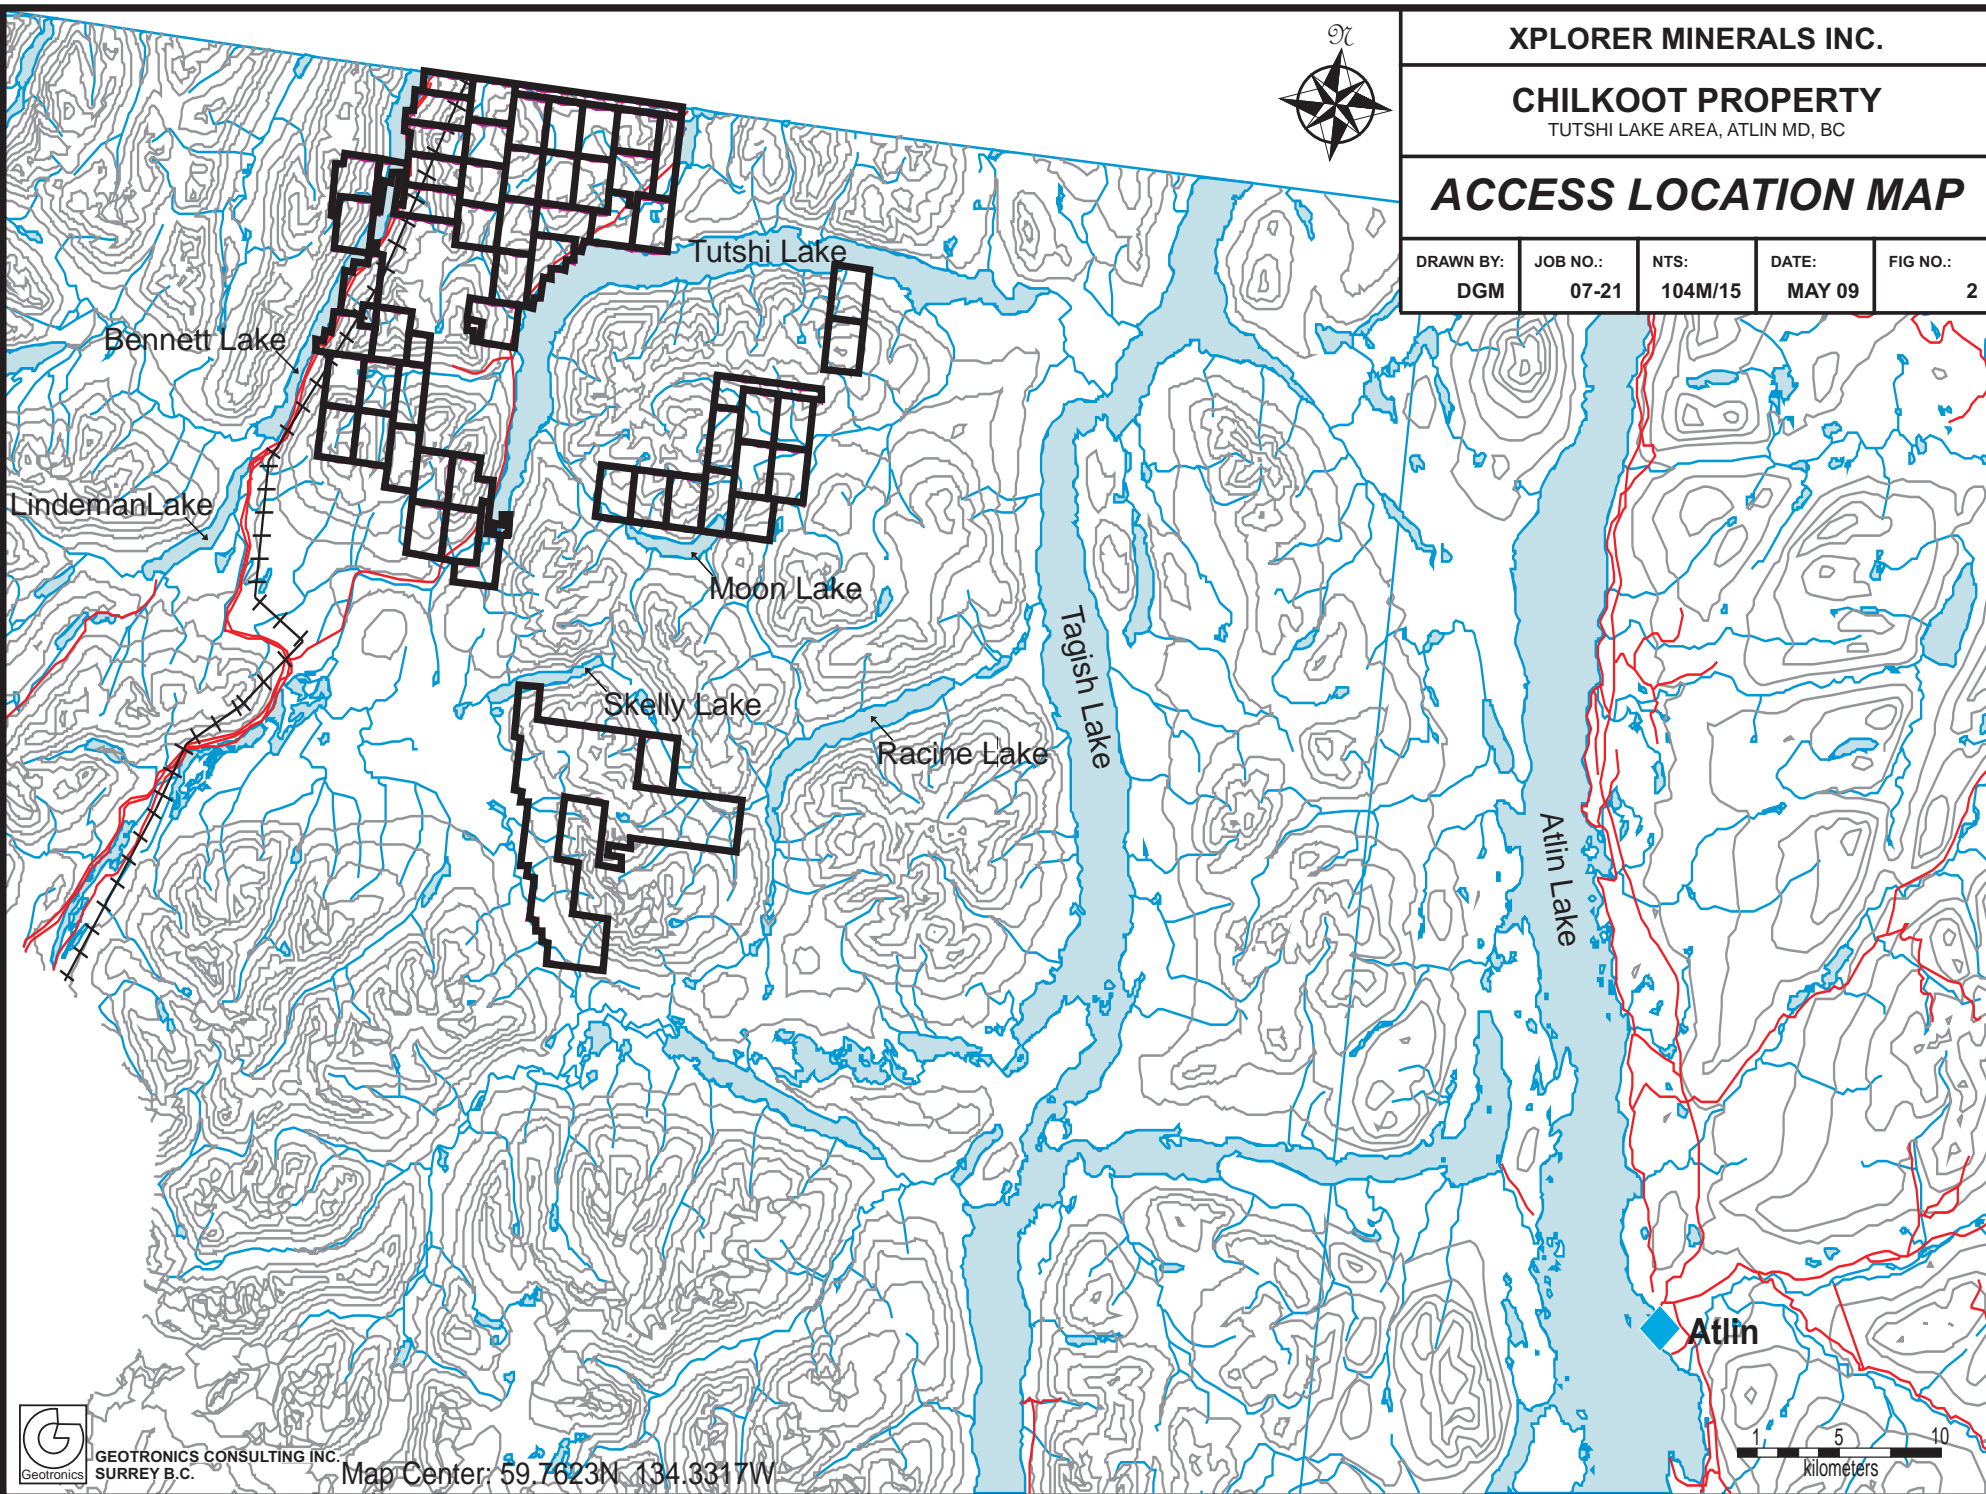 XPLORER MINERALS INC.
CHILKOOT PROPERTY
TUTSHI LAKE AREA, ATLIN MD, BC
ACCESS LOCATION MAP
DRAWN BY: DGM
JOB NO.: 07-21
NTS: 104M/15
DATE: MAY 09
FIG NO.: 2
N
Tutshi Lake
Bennett Lake
LindemanLake
Moon Lake
Skelly Lake
Racine Lake
Tagish Lake
Atlin Lake
Atlin
1 5 10
kilometers
Geotronics
GEOTRONICS CONSULTING INC.
SURREY B.C.
Map Center: 59.7623N 134.3317W